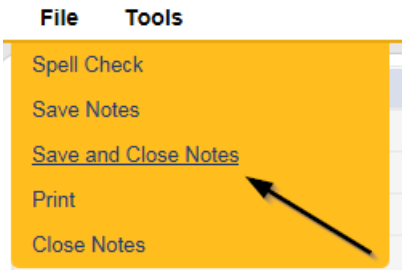 File Tools
Spell Check
Save Notes
Save and Close Notes
Print
Close Notes